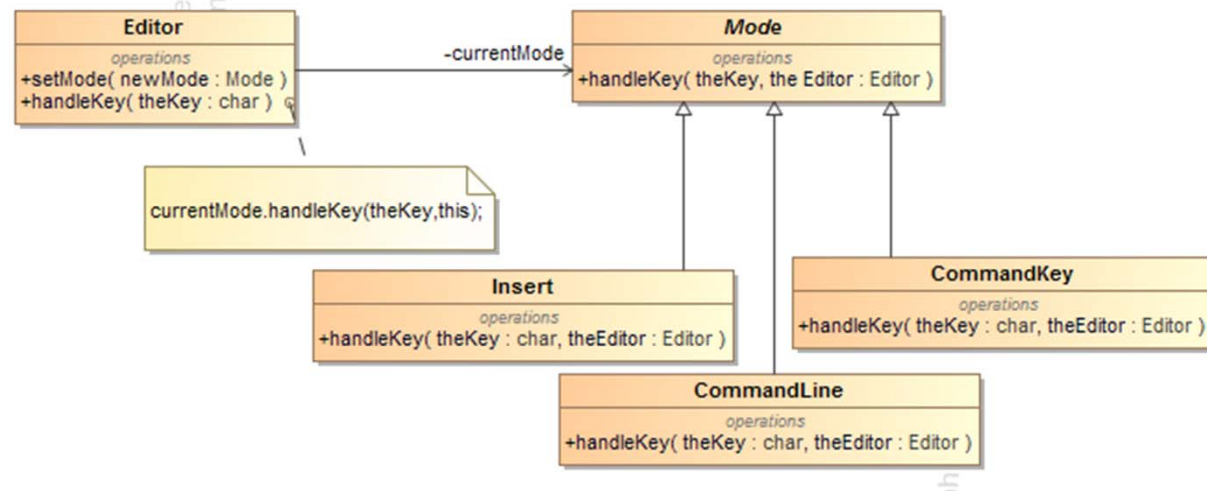 Editor
operations
+setMode( newMode : Mode )
+handleKey( theKey : char )
-currentMode
Mode
operations
+handleKey( theKey, the Editor : Editor )
currentMode.handleKey(theKey,this);
Insert
operations
+handleKey( theKey : char, theEditor : Editor )
CommandKey
operations
+handleKey( theKey : char, theEditor : Editor )
CommandLine
operations
+handleKey( theKey : char, theEditor : Editor )